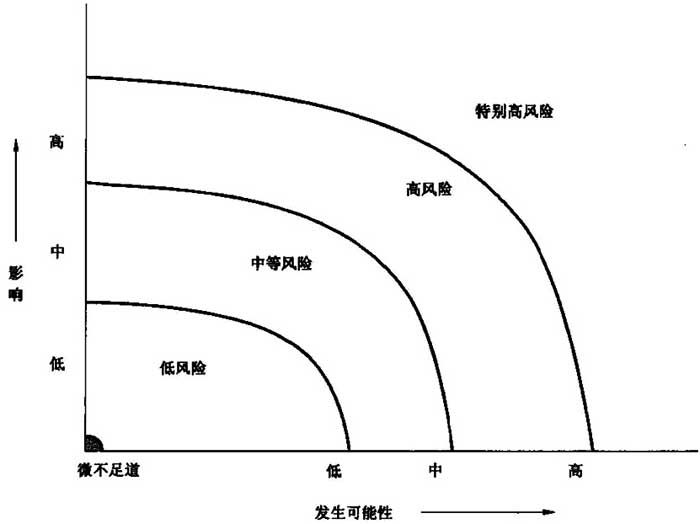 特别高风险
高
高风险
中
中等风险
影响
低
低风险
微不足道
低
中
高
发生可能性